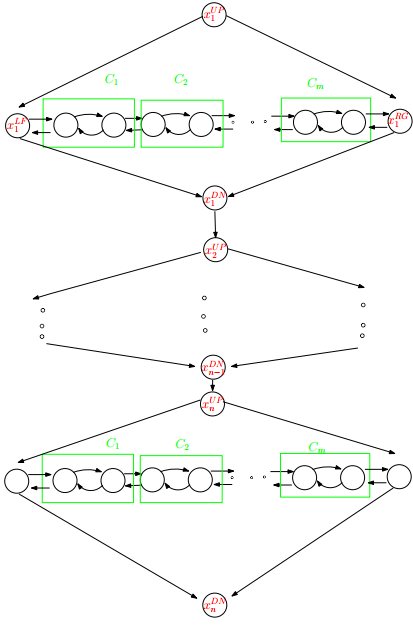 x_1^{UP}
C_1 C_2 C_m
x_1^{LF} x_1^{RG}
x_1^{DN}
x_2^{UP}
x_{n-1}^{DN}
x_n^{UP}
C_1 C_2 C_m
x_n^{DN}